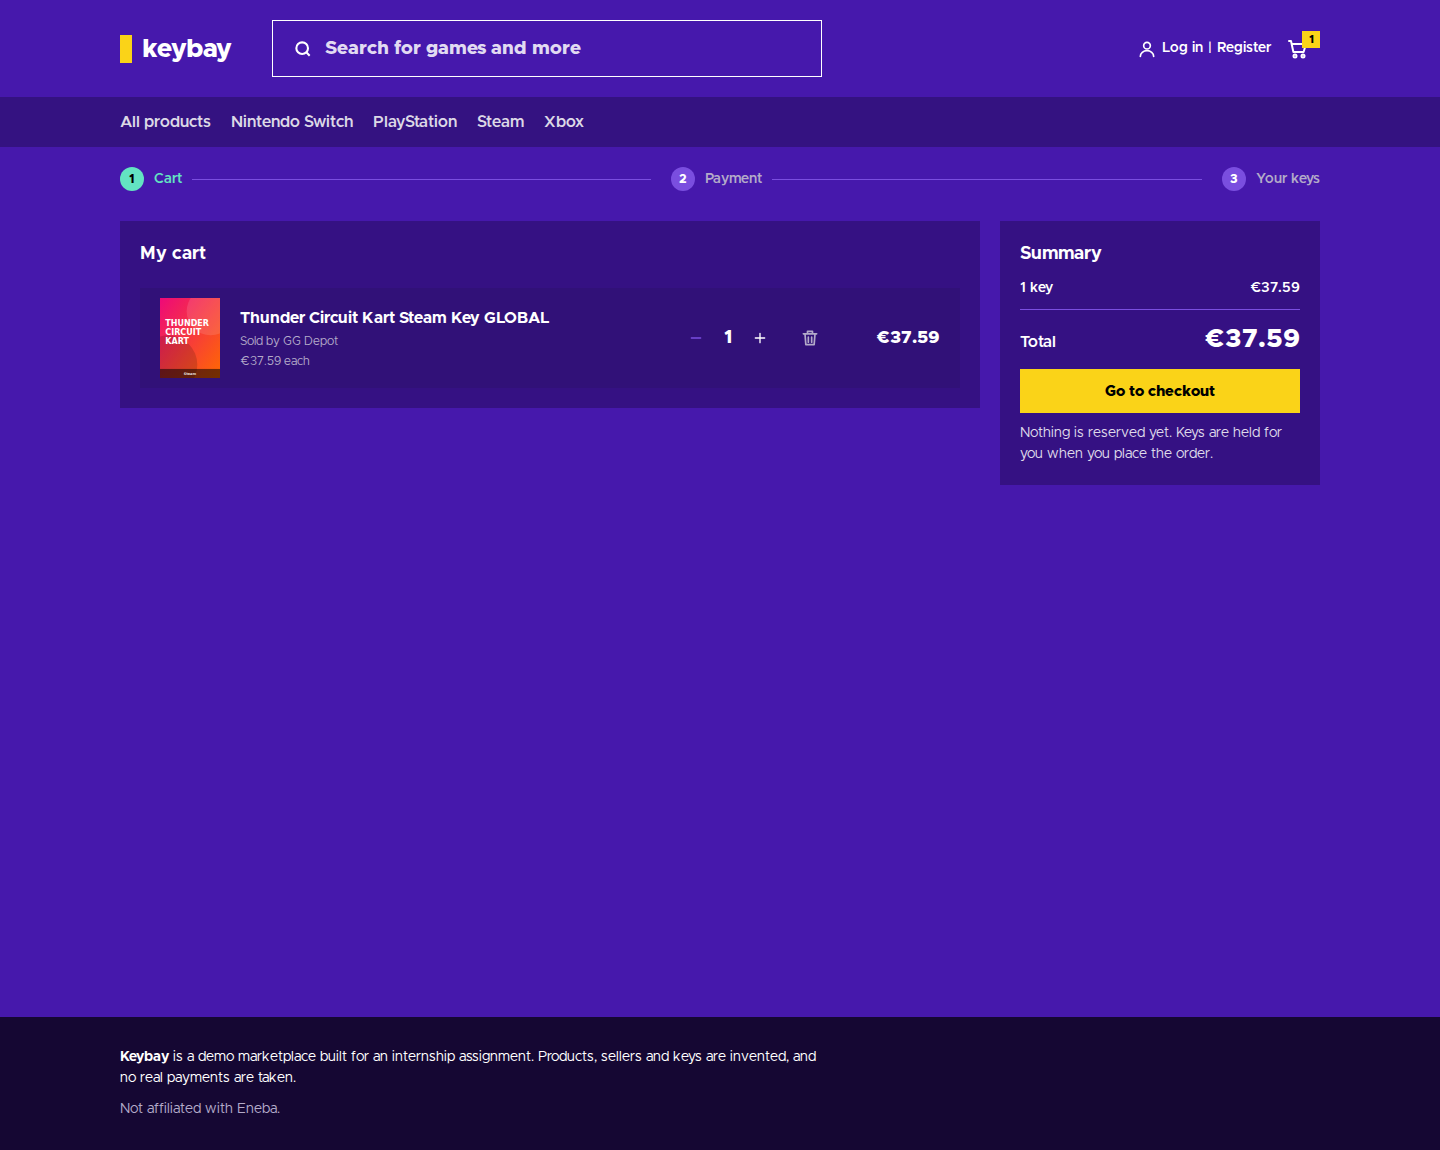 keybay
Search for games and more
Log in | Register
1
All products
Nintendo Switch
PlayStation
Steam
Xbox
1 Cart
2 Payment
3 Your keys
My cart
THUNDER
CIRCUIT
KART
Thunder Circuit Kart Steam Key GLOBAL
Sold by GG Depot
€37.59 each
− 1 +
€37.59
Summary
1 key €37.59
Total €37.59
Go to checkout
Nothing is reserved yet. Keys are held for
you when you place the order.
Keybay is a demo marketplace built for an internship assignment. Products, sellers and keys are invented, and
no real payments are taken.
Not affiliated with Eneba.